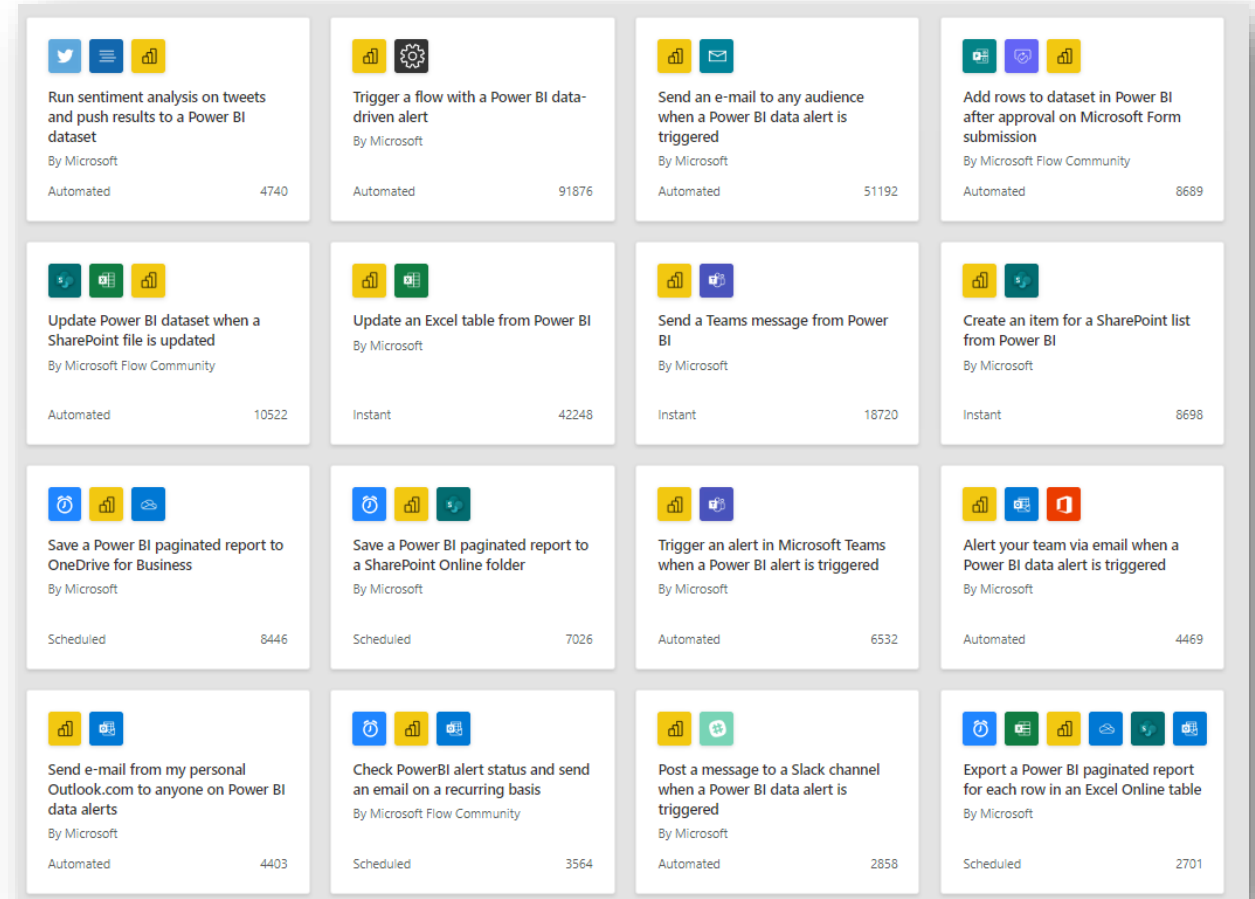 Run sentiment analysis on tweets
and push results to a Power BI
dataset
By Microsoft
Automated 4740
Trigger a flow with a Power BI data-
driven alert
By Microsoft
Automated 91876
Send an e-mail to any audience
when a Power BI data alert is
triggered
By Microsoft
Automated 51192
Add rows to dataset in Power BI
after approval on Microsoft Form
submission
By Microsoft Flow Community
Automated 8689
Update Power BI dataset when a
SharePoint file is updated
By Microsoft Flow Community
Automated 10522
Update an Excel table from Power BI
By Microsoft
Instant 42248
Send a Teams message from Power
BI
By Microsoft
Instant 18720
Create an item for a SharePoint list
from Power BI
By Microsoft
Instant 8698
Save a Power BI paginated report to
OneDrive for Business
By Microsoft
Scheduled 8446
Save a Power BI paginated report to
a SharePoint Online folder
By Microsoft
Scheduled 7026
Trigger an alert in Microsoft Teams
when a Power BI alert is triggered
By Microsoft
Automated 6532
Alert your team via email when a
Power BI data alert is triggered
By Microsoft
Automated 4469
Send e-mail from my personal
Outlook.com to anyone on Power BI
data alerts
By Microsoft
Automated 4403
Check PowerBI alert status and send
an email on a recurring basis
By Microsoft Flow Community
Scheduled 3564
Post a message to a Slack channel
when a Power BI data alert is
triggered
By Microsoft
Automated 2858
Export a Power BI paginated report
for each row in an Excel Online table
By Microsoft
Scheduled 2701